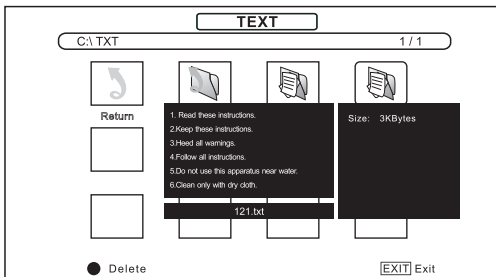 TEXT
C:\ TXT 1 / 1
Return
1. Read these instructions.
2.Keep these instructions.
3.Heed all warnings.
4.Follow all instructions.
5.Do not use this apparatus near water.
6.Clean only with dry cloth.
Size: 3KBytes
121.txt
Delete EXIT Exit